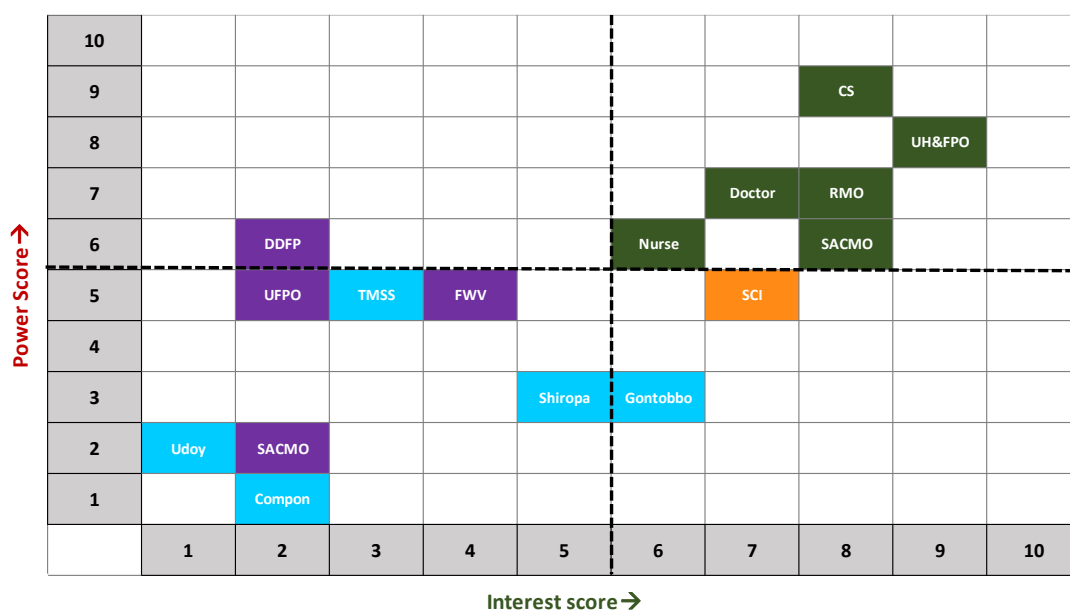 10
9 CS
8 UH&FPO
7 Doctor RMO
6 DDFP Nurse SACMO
5 UFPO TMSS FWV SCI
4
3 Shiropa Gontobbo
2 Udoy SACMO
1 Compon
1 2 3 4 5 6 7 8 9 10
Power Score→
Interest score→